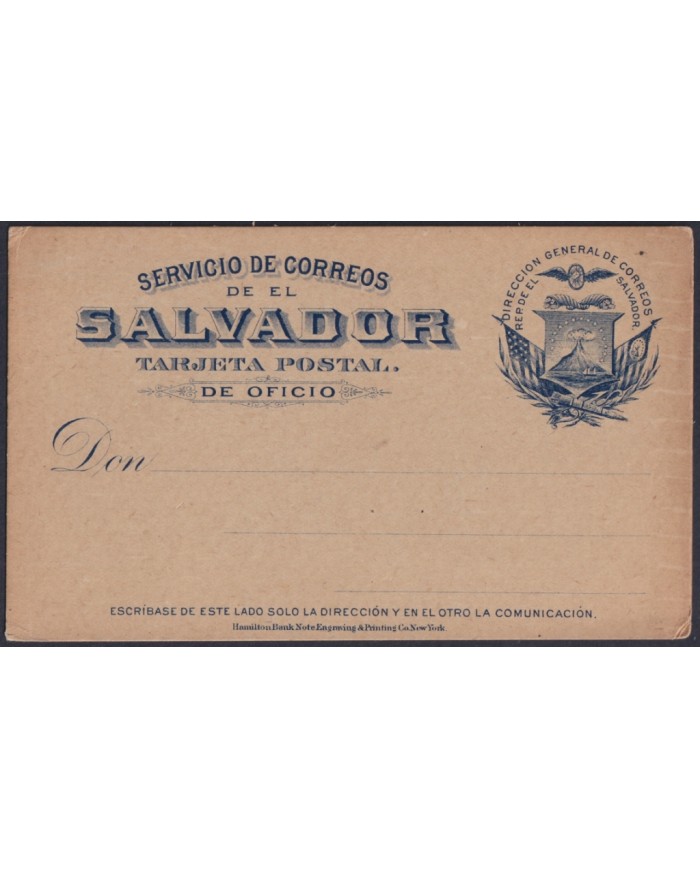 SERVICIO DE CORREOS
DE EL
SALVADOR
TARJETA POSTAL.
DE OFICIO
DIRECCION GENERAL DE CORREOS
REP. DE EL SALVADOR.
Don
ESCRÍBASE DE ESTE LADO SOLO LA DIRECCIÓN Y EN EL OTRO LA COMUNICACIÓN.
Hamilton Bank Note Engraving & Printing Co. New York